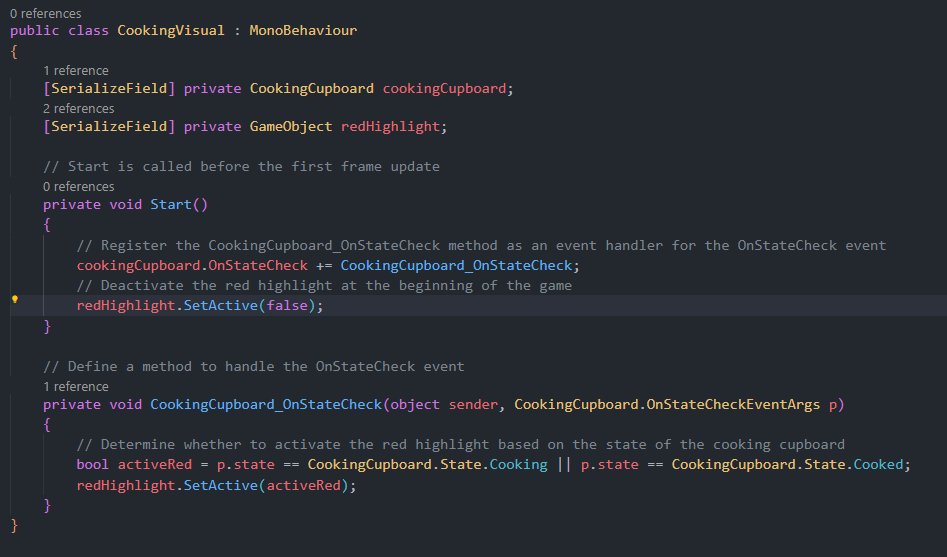 0 references
public class CookingVisual : MonoBehaviour
{
1 reference
[SerializeField] private CookingCupboard cookingCupboard;
2 references
[SerializeField] private GameObject redHighlight;
// Start is called before the first frame update
0 references
private void Start()
{
// Register the CookingCupboard_OnStateCheck method as an event handler for the OnStateCheck event
cookingCupboard.OnStateCheck += CookingCupboard_OnStateCheck;
// Deactivate the red highlight at the beginning of the game
redHighlight.SetActive(false);
}
// Define a method to handle the OnStateCheck event
1 reference
private void CookingCupboard_OnStateCheck(object sender, CookingCupboard.OnStateCheckEventArgs p)
{
// Determine whether to activate the red highlight based on the state of the cooking cupboard
bool activeRed = p.state == CookingCupboard.State.Cooking || p.state == CookingCupboard.State.Cooked;
redHighlight.SetActive(activeRed);
}
}